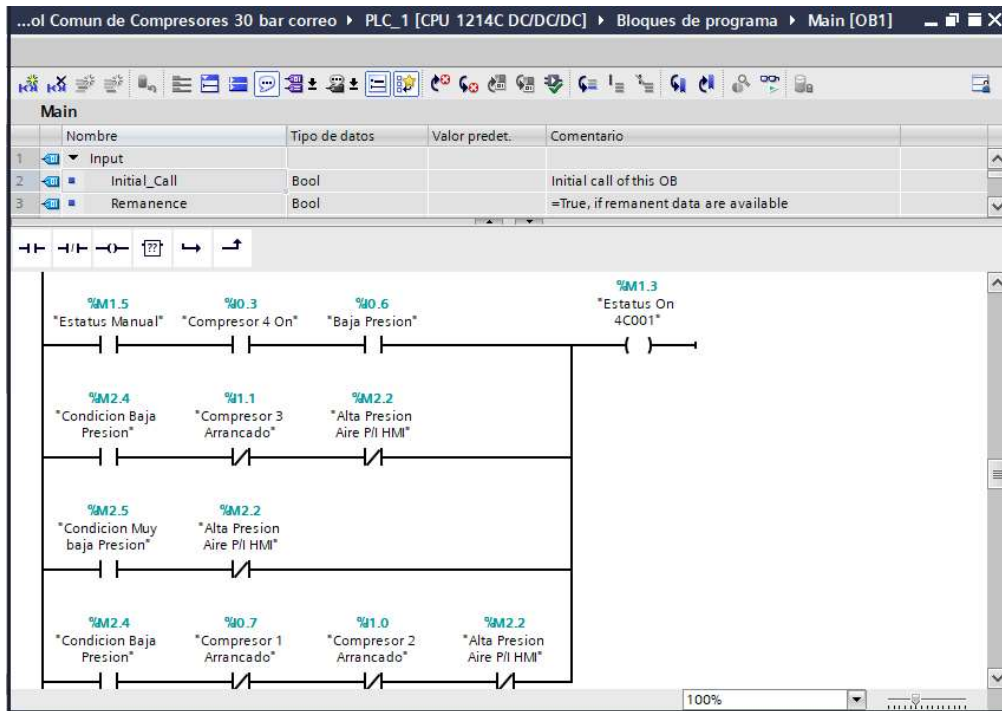 ...ol Comun de Compresores 30 bar correo ▸ PLC_1 [CPU 1214C DC/DC/DC] ▸ Bloques de programa ▸ Main [OB1]
Main
Nombre Tipo de datos Valor predet. Comentario
1 Input
2 Initial_Call Bool Initial call of this OB
3 Remanence Bool =True, if remanent data are available
??
%M1.3
"Estatus On
4C001"
%M1.5 %I0.3 %I0.6
"Estatus Manual" "Compresor 4 On" "Baja Presion"
%M2.4 %I1.1 %M2.2
"Condicion Baja "Compresor 3 "Alta Presion
Presion" Arrancado" Aire P/I HMI"
%M2.5 %M2.2
"Condicion Muy "Alta Presion
baja Presion" Aire P/I HMI"
%M2.4 %I0.7 %I1.0 %M2.2
"Condicion Baja "Compresor 1 "Compresor 2 "Alta Presion
Presion" Arrancado" Arrancado" Aire P/I HMI"
100%